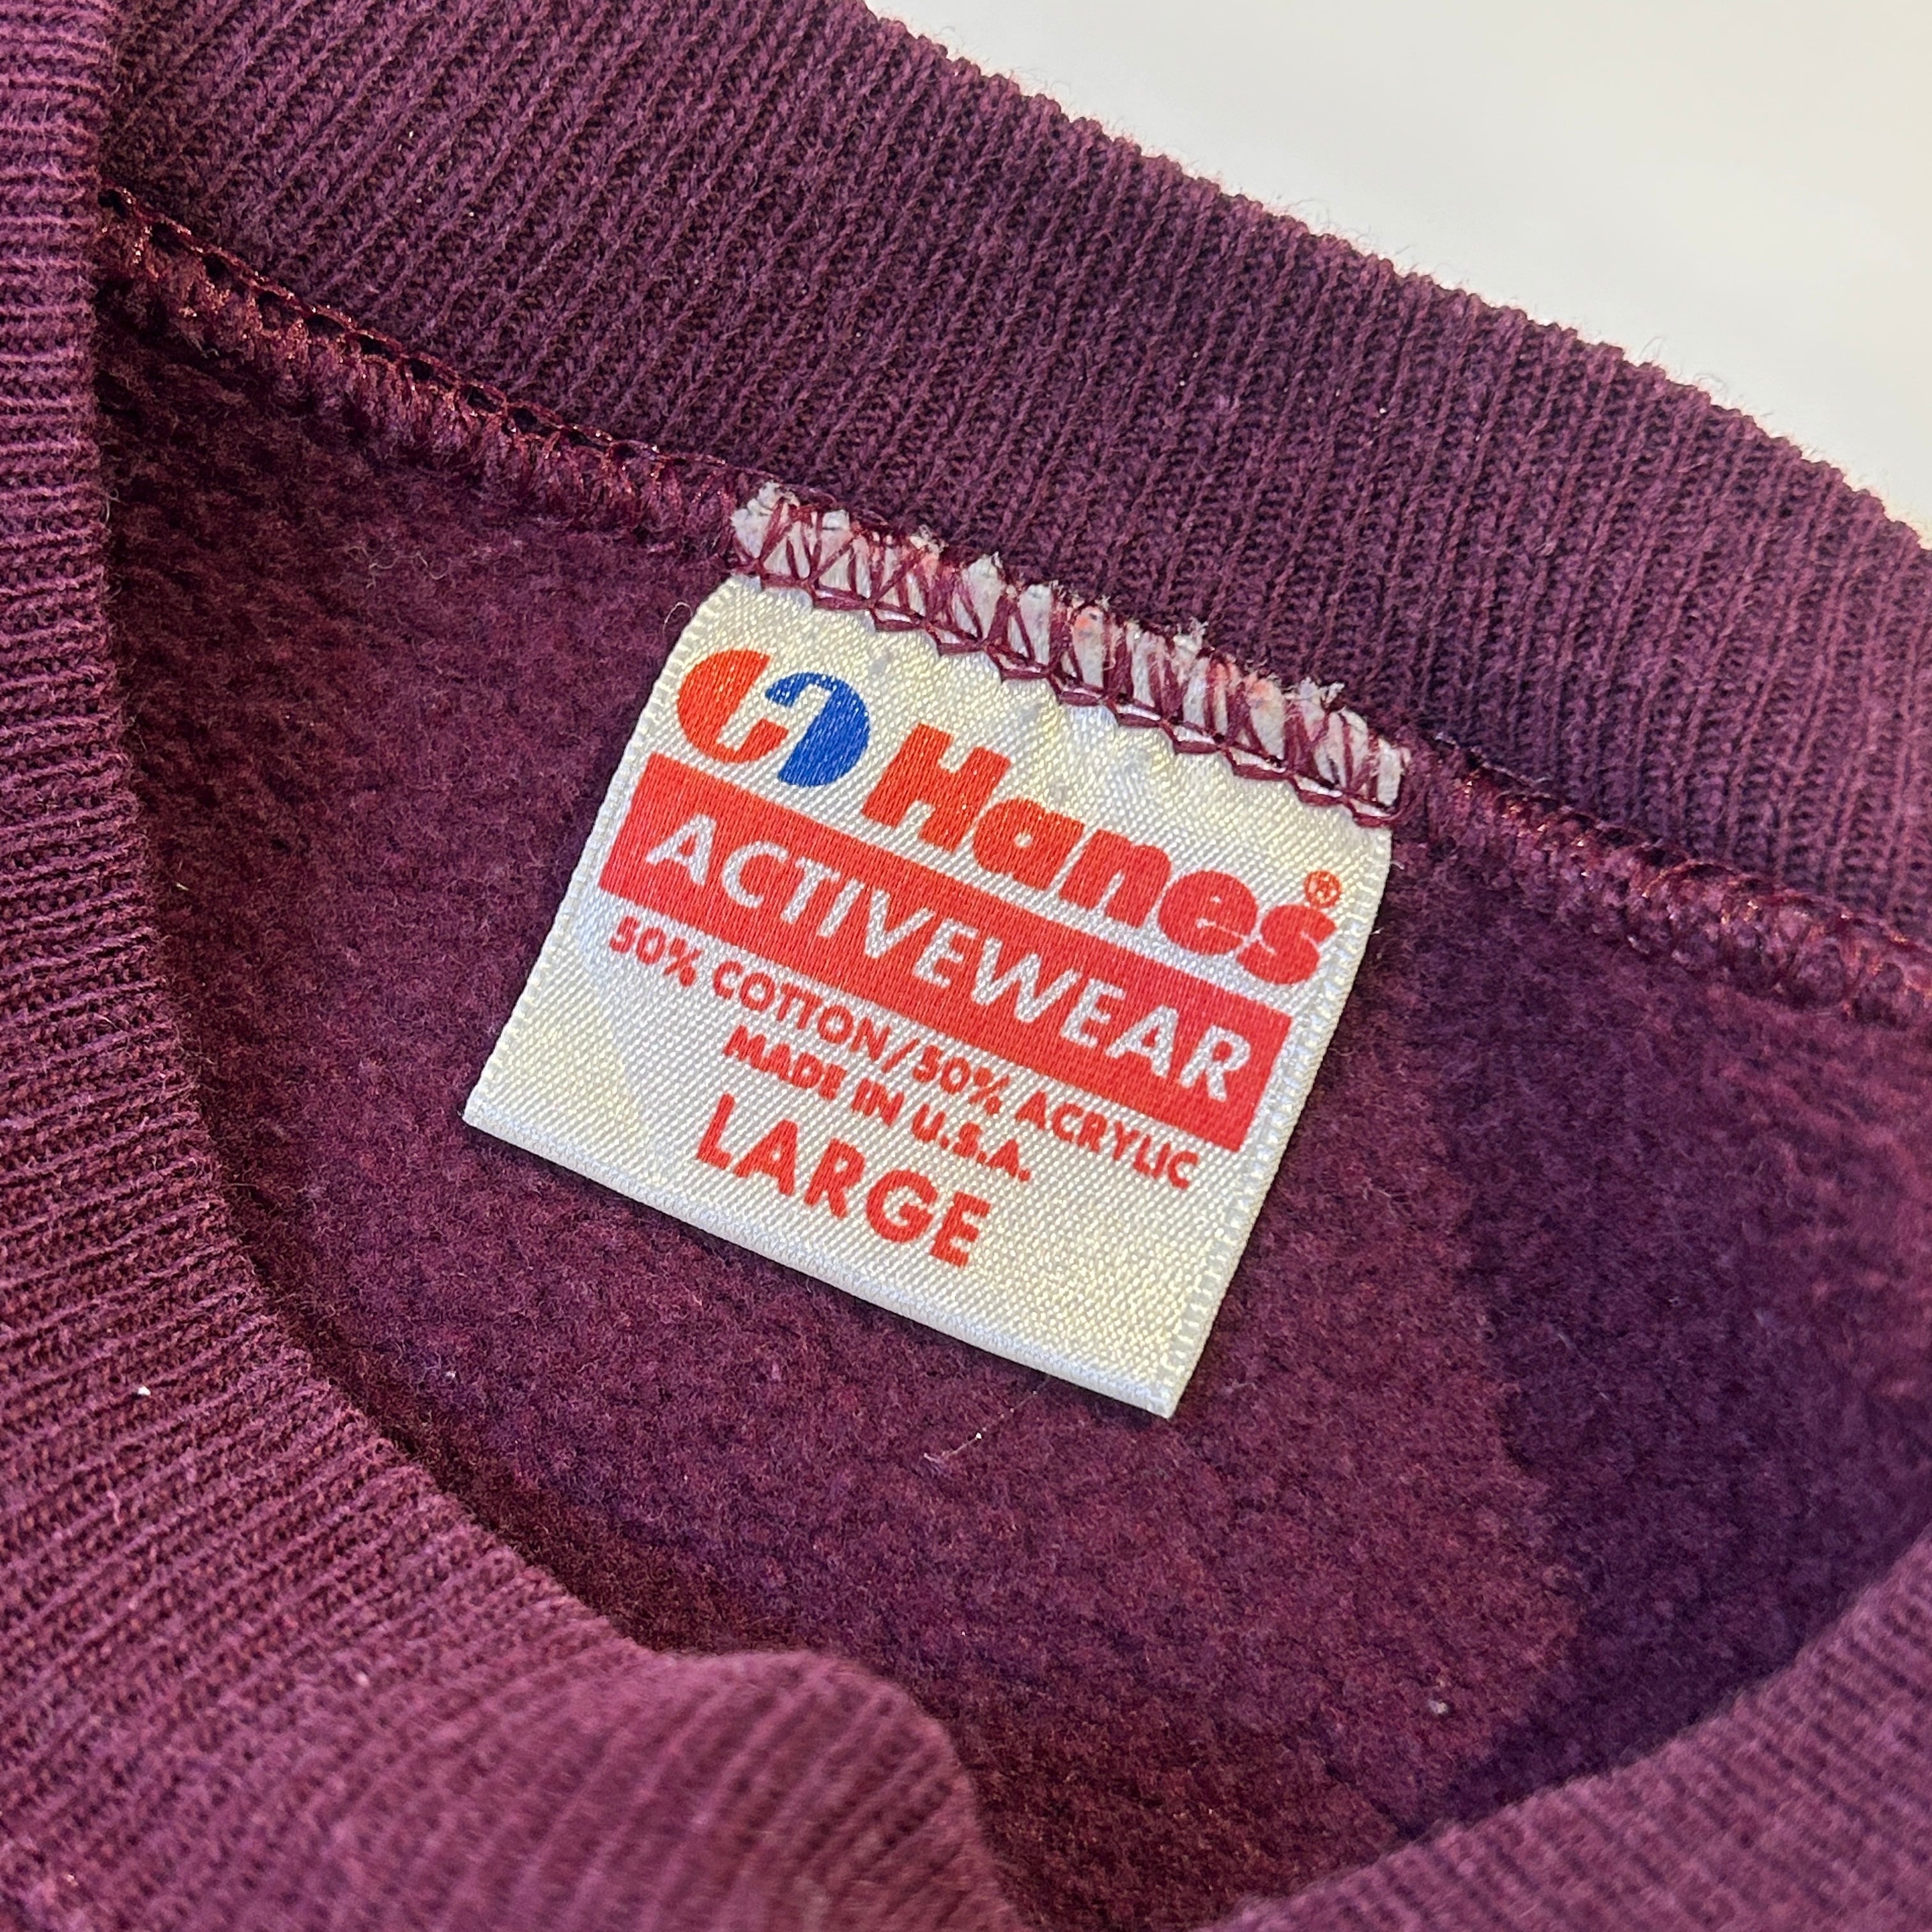 Hanes®
ACTIVEWEAR
50% COTTON/50% ACRYLIC
MADE IN U.S.A.
LARGE